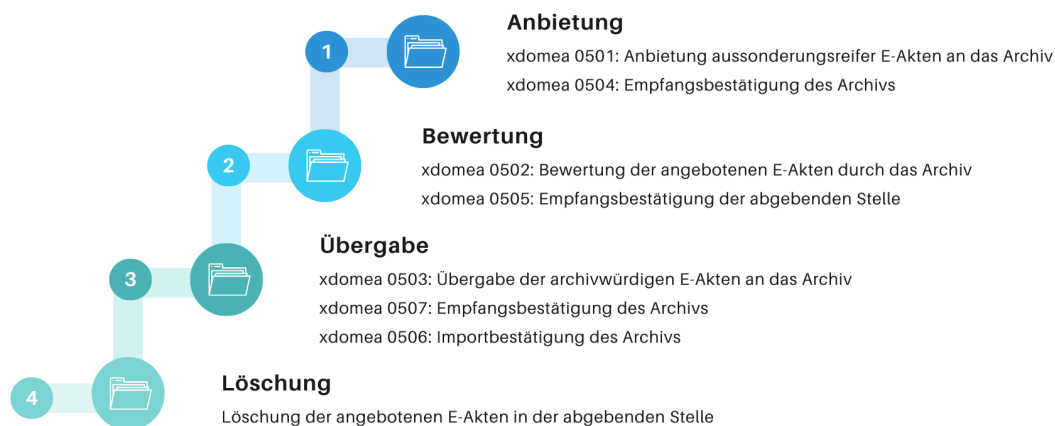 1
Anbietung
xdomea 0501: Anbietung aussonderungsreifer E-Akten an das Archiv
xdomea 0504: Empfangsbestätigung des Archivs
2
Bewertung
xdomea 0502: Bewertung der angebotenen E-Akten durch das Archiv
xdomea 0505: Empfangsbestätigung der abgebenden Stelle
3
Übergabe
xdomea 0503: Übergabe der archivwürdigen E-Akten an das Archiv
xdomea 0507: Empfangsbestätigung des Archivs
xdomea 0506: Importbestätigung des Archivs
4
Löschung
Löschung der angebotenen E-Akten in der abgebenden Stelle